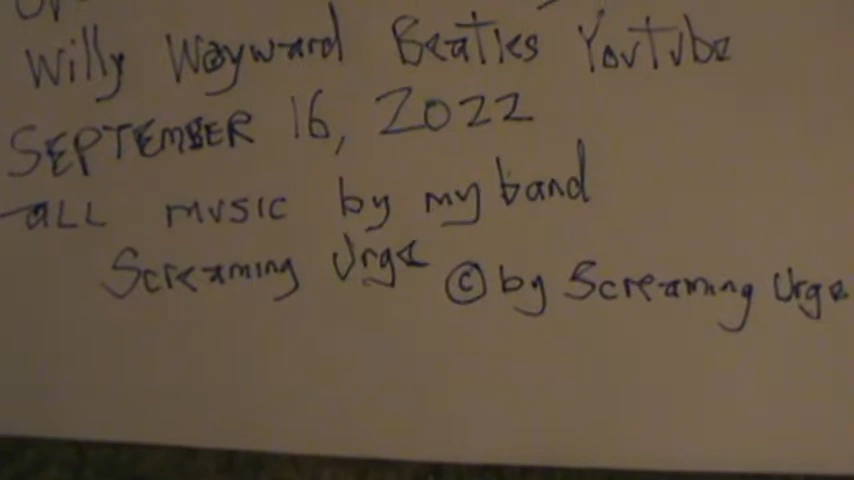 Willy Wayward Beatles Youtube
SEPTEMBER 16, 2022
all music by my band
Screaming Urge © by Screaming Urge